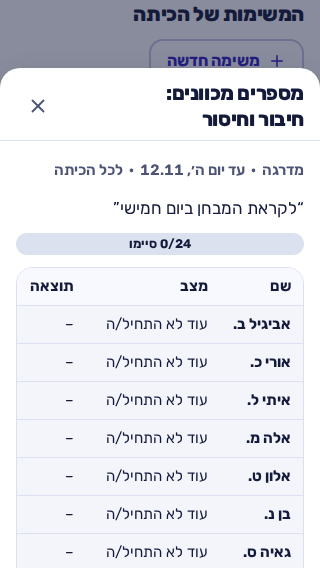 המשימות של הכיתה
+ משימה חדשה
מספרים מכוונים:
חיבור וחיסור
מדרגה • עד יום ה׳, 12.11 • לכל הכיתה
“לקראת המבחן ביום חמישי”
0/24 סיימו
שם מצב תוצאה
אביגיל ב. עוד לא התחיל/ה –
אורי כ. עוד לא התחיל/ה –
איתי ל. עוד לא התחיל/ה –
אלה מ. עוד לא התחיל/ה –
אלון ט. עוד לא התחיל/ה –
בן נ. עוד לא התחיל/ה –
גאיה ס. עוד לא התחיל/ה –